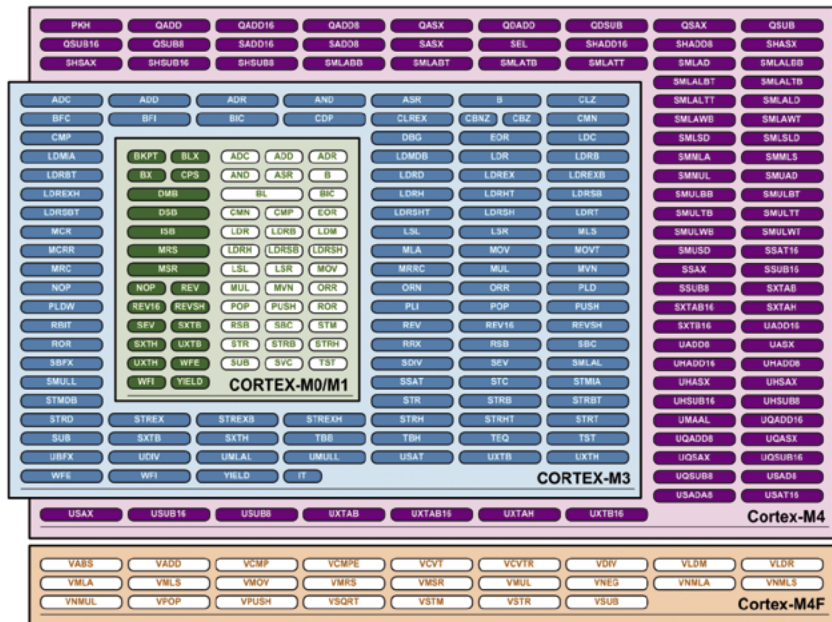 PKH QADD QADD16 QADD8 QASX QDADD QDSUB QSAX QSUB
QSUB16 QSUB8 SADD16 SADD8 SASX SEL SHADD16 SHADD8 SHASX
SHSAX SHSUB16 SHSUB8 SMLABB SMLABT SMLATB SMLATT SMLAD SMLALBB
SMLALBT SMLALTB
ADC ADD ADR AND ASR B CLZ SMLALTT SMLALD
BFC BFI BIC CDP CLREX CBNZ CBZ CMN SMLAWB SMLAWT
CMP DBG EOR LDC SMLSD SMLSLD
LDMIA BKPT BLX ADC ADD ADR LDMDB LDR LDRB SMMLA SMMLS
LDRBT BX CPS AND ASR B LDRD LDREX LDREXB SMMUL SMUAD
LDREXH DMB BL BIC LDRH LDRHT LDRSB SMULBB SMULBT
LDRSBT DSB CMN CMP EOR LDRSHT LDRSH LDRT SMULTB SMULTT
MCR ISB LDR LDRB LDM LSL LSR MLS SMULWB SMULWT
MCRR MRS LDRH LDRSB LDRSH MLA MOV MOVT SMUSD SSAT16
MRC MSR LSL LSR MOV MRRC MUL MVN SSAX SSUB16
NOP NOP REV MUL MVN ORR ORN ORR PLD SSUB8 SXTAB
PLDW REV16 REVSH POP PUSH ROR PLI POP PUSH SXTAB16 SXTAH
RBIT SEV SXTB RSB SBC STM REV REV16 REVSH SXTB16 UADD16
ROR SXTH UXTB STR STRB STRH RRX RSB SBC UADD8 UASX
SBFX UXTH WFE SUB SVC TST SDIV SEV SMLAL UHADD16 UHADD8
SMULL WFI YIELD CORTEX-M0/M1 SSAT STC STMIA UHASX UHSAX
STMDB STR STRB STRBT UHSUB16 UHSUB8
STRD STREX STREXB STREXH STRH STRHT STRT UMAAL UQADD16
SUB SXTB SXTH TBB TBH TEQ TST UQADD8 UQASX
UBFX UDIV UMLAL UMULL USAT UXTB UXTH UQSAX UQSUB16
WFE WFI YIELD IT CORTEX-M3 UQSUB8 USAD8
USADA8 USAT16
USAX USUB16 USUB8 UXTAB UXTAB16 UXTAH UXTB16 Cortex-M4
VABS VADD VCMP VCMPE VCVT VCVTR VDIV VLDM VLDR
VMLA VMLS VMOV VMRS VMSR VMUL VNEG VNMLA VNMLS
VNMUL VPOP VPUSH VSQRT VSTM VSTR VSUB Cortex-M4F